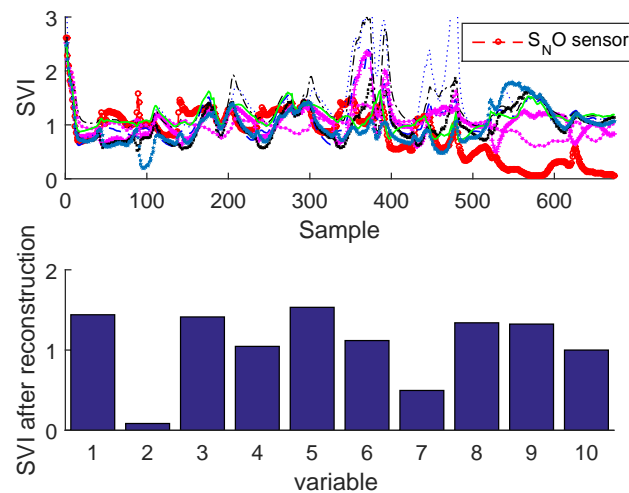 3
2
1
0
SVI
S_NO sensor
0 100 200 300 400 500 600
Sample
2
1
0
SVI after reconstruction
1 2 3 4 5 6 7 8 9 10
variable